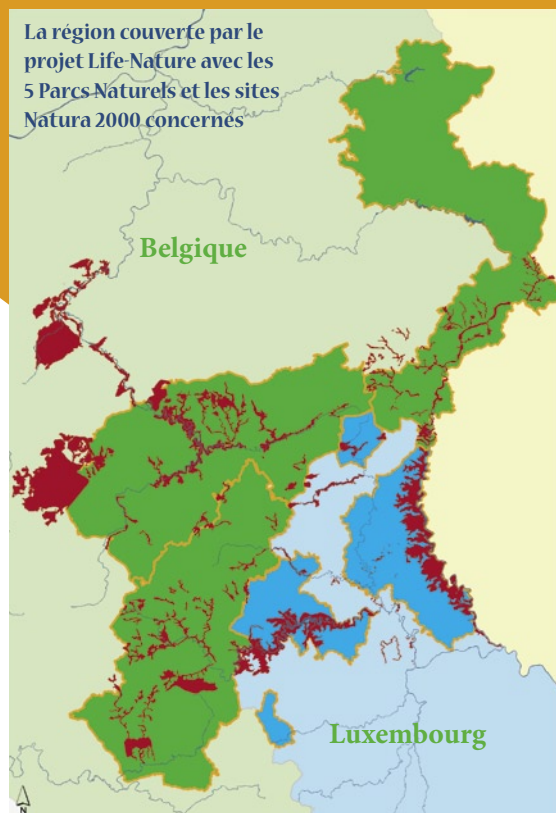 La région couverte par le
projet Life-Nature avec les
5 Parcs Naturels et les sites
Natura 2000 concernés
Belgique
Luxembourg
N